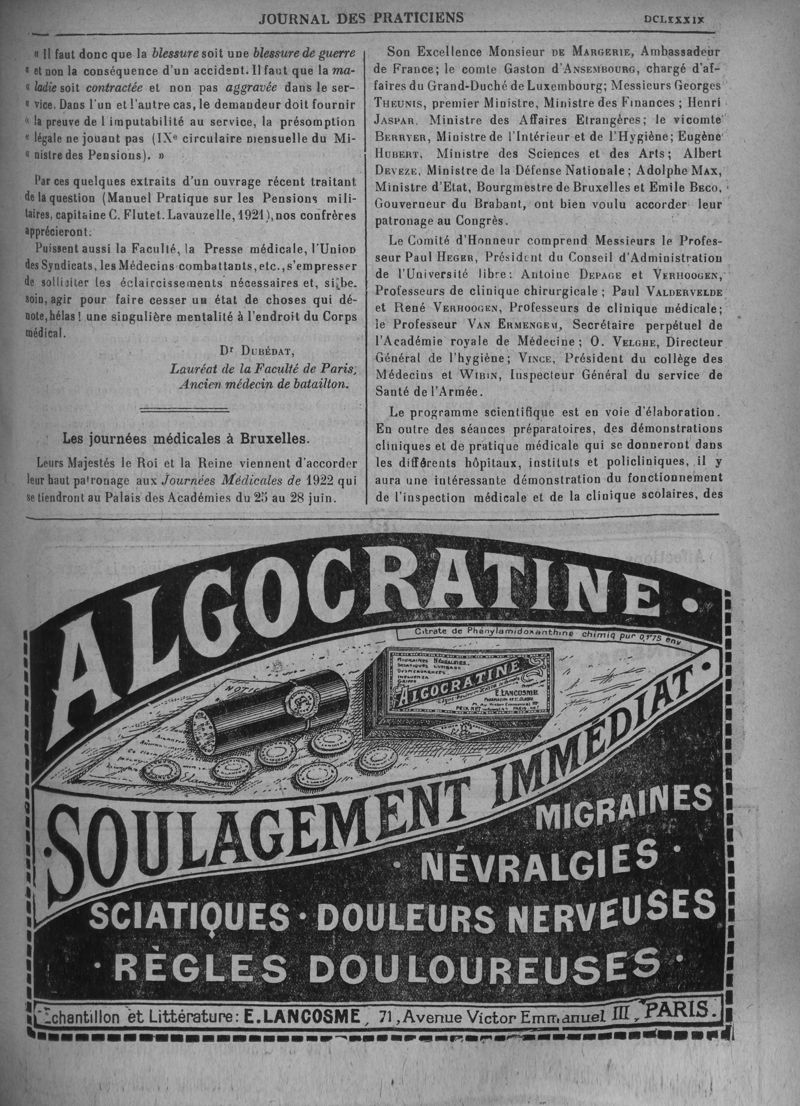 JOURNAL DES PRATICIENS
DCLXXXIX
« Il faut donc que la blessure soit une blessure de guerre
« et non la conséquence d'un accident. Il faut que la ma-
« ladie soit contractée et non pas aggravée dans le ser-
« vice. Dans l'un et l'autre cas, le demandeur doit fournir
« la preuve de l imputabilité au service, la présomption
« légale ne jouant pas (IXe circulaire mensuelle du Mi-
« nistre des Pensions). »
Par ces quelques extraits d'un ouvrage récent traitant
de la question (Manuel Pratique sur les Pensions mili-
taires, capitaine C. Flutet. Lavauzelle, 1921), nos confrères
apprécieront.
Puissent aussi la Faculté, la Presse médicale, l'Union
des Syndicats, les Médecins combattants, etc., s'empresser
de solliciter les éclaircissements nécessaires et, si be-
soin, agir pour faire cesser un état de choses qui dé-
note, hélas ! une singulière mentalité à l'endroit du Corps
médical.
Dr DUBÉDAT,
Lauréat de la Faculté de Paris,
Ancien médecin de bataillon.
Les journées médicales à Bruxelles.
Leurs Majestés le Roi et la Reine viennent d'accorder
leur haut patronage aux Journées Médicales de 1922 qui
se tiendront au Palais des Académies du 25 au 28 juin.
Son Excellence Monsieur DE MARGERIE, Ambassadeur
de France; le comte Gaston d'ANSEMBOURG, chargé d'af-
faires du Grand-Duché de Luxembourg; Messieurs Georges
THEUNIS, premier Ministre, Ministre des Finances ; Henri
JASPAR, Ministre des Affaires Etrangères; le vicomte
BERRYER, Ministre de l'Intérieur et de l'Hygiène; Eugène
HUBERT, Ministre des Sciences et des Arts; Albert
DEVEZE, Ministre de la Défense Nationale ; Adolphe MAX,
Ministre d'Etat, Bourgmestre de Bruxelles et Emile BECO,
Gouverneur du Brabant, ont bien voulu accorder leur
patronage au Congrès.
Le Comité d'Honneur comprend Messieurs le Profes-
seur Paul HEGER, Président du Conseil d'Administration
de l'Université libre; Antoine DEPAGE et VERHOOGEN,
Professeurs de clinique chirurgicale ; Paul VALDERVELDE
et René VERHOOGEN, Professeurs de clinique médicale;
le Professeur VAN ERMENGEM, Secrétaire perpétuel de
l'Académie royale de Médecine ; O. VELGHE, Directeur
Général de l'hygiène; VINCE, Président du collège des
Médecins et WIBIN, Inspecteur Général du service de
Santé de l'Armée.
Le programme scientifique est en voie d'élaboration.
En outre des séances préparatoires, des démonstrations
cliniques et de pratique médicale qui se donneront dans
les différents hôpitaux, instituts et policliniques, il y
aura une intéressante démonstration du fonctionnement
de l'inspection médicale et de la clinique scolaires, des
ALGOCRATINE
Citrate de Phénylamidoxanthine chimiq pur 0,175 env
NOTICE
MIGRAINES NÉVRALGIES.
SCIATIQUES LUMBAGO
DYSMÉNORRHÉES
INFLUENZA
GRIPPE
ALGOCRATINE
E. LANCOSME
SOULAGEMENT IMMÉDIAT
MIGRAINES
NÉVRALGIES
SCIATIQUES • DOULEURS NERVEUSES
RÈGLES DOULOUREUSES
Échantillon et Littérature: E. LANCOSME, 71, Avenue Victor Emmanuel III, PARIS.